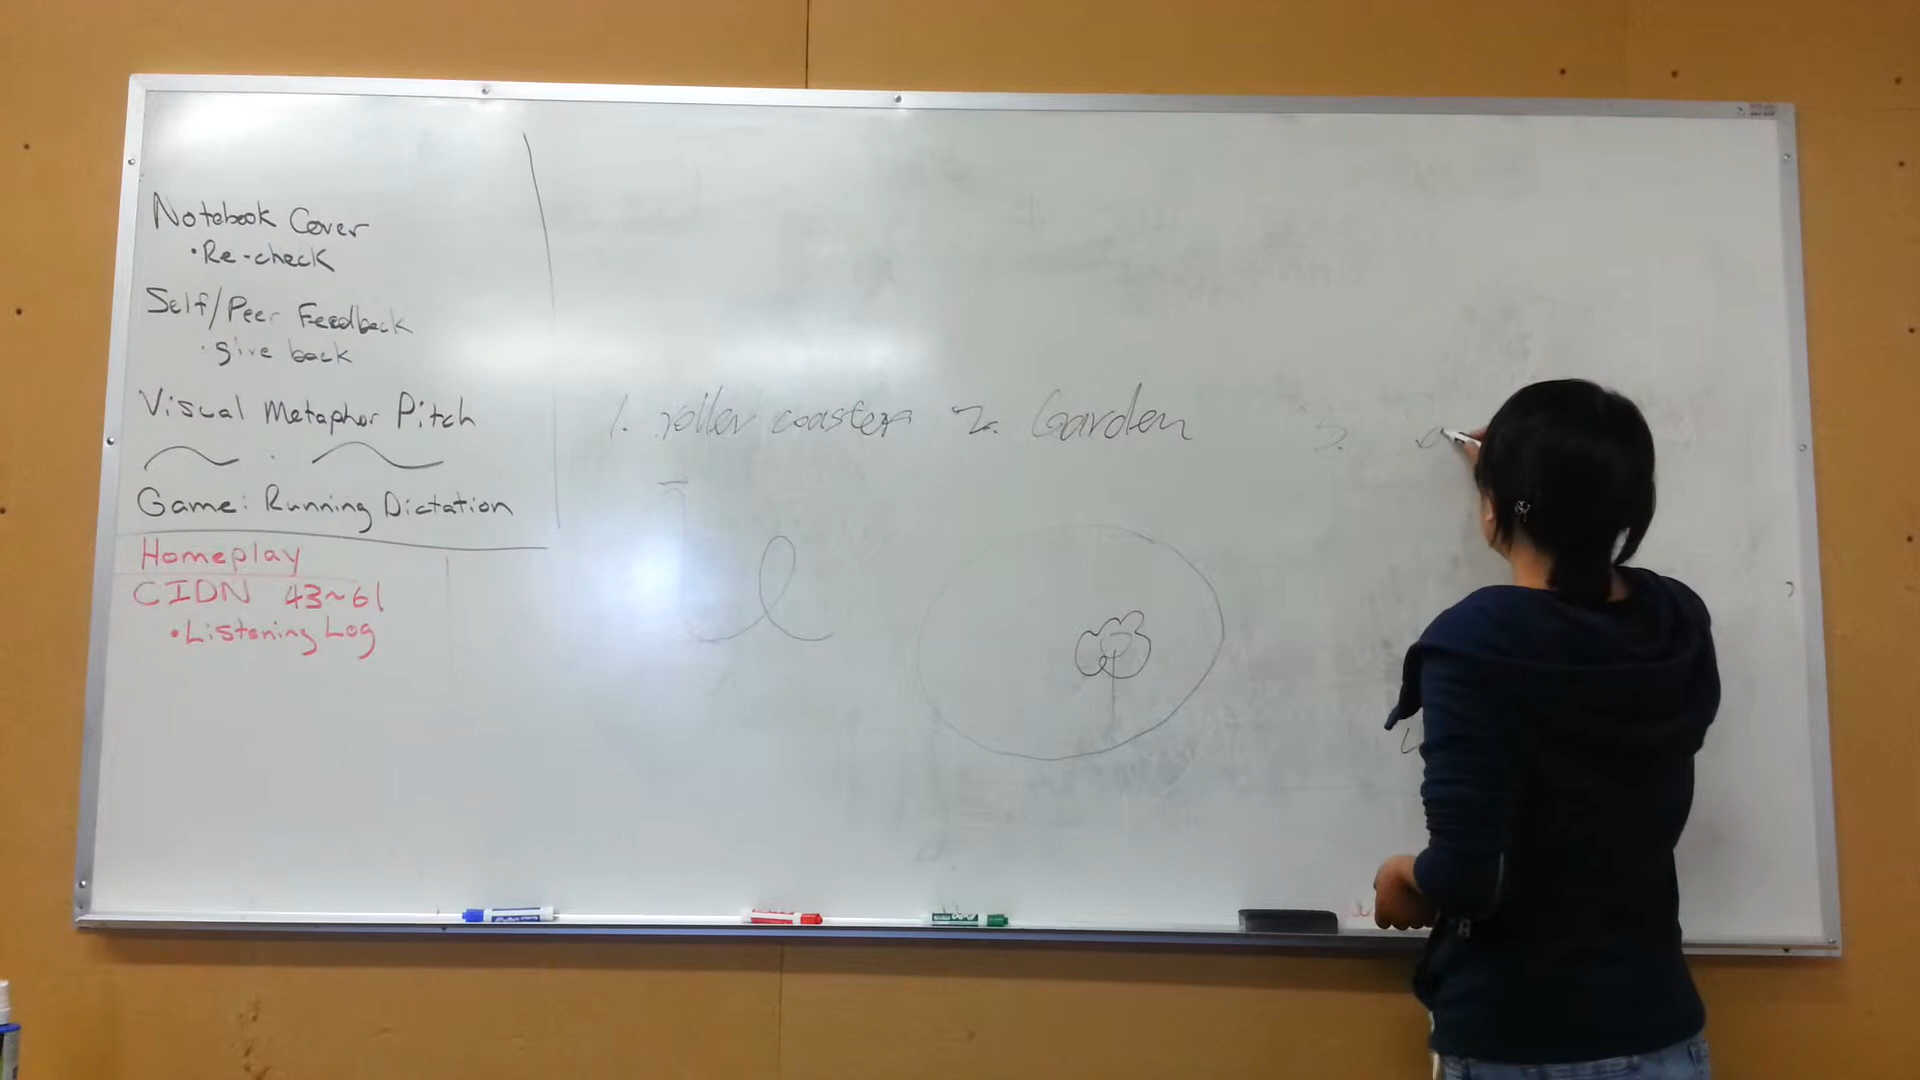 Notebook Cover
• Re-check
Self/Peer Feedback
• give back
Visual Metaphor Pitch
Game: Running Dictation
Homeplay
CIDN 43~61
• Listening Log
1. roller coaster 2. Garden 3.